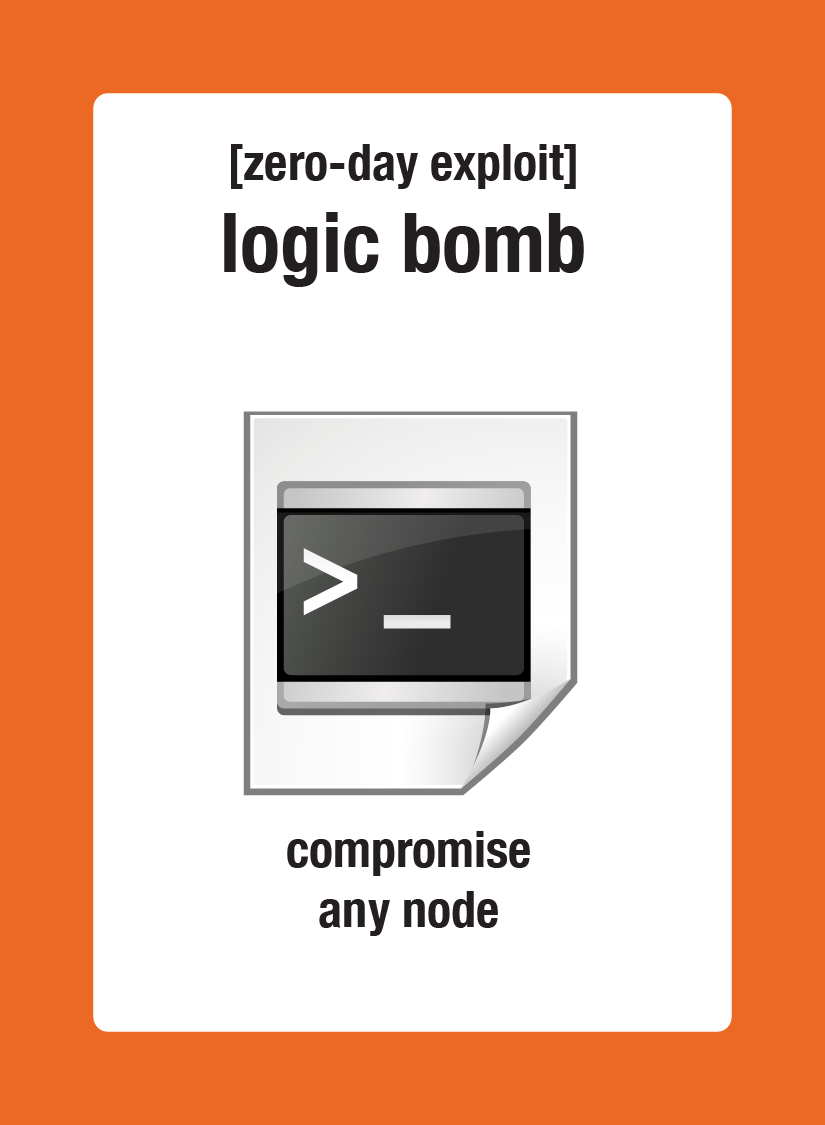 [zero-day exploit]
logic bomb
>_
compromise
any node